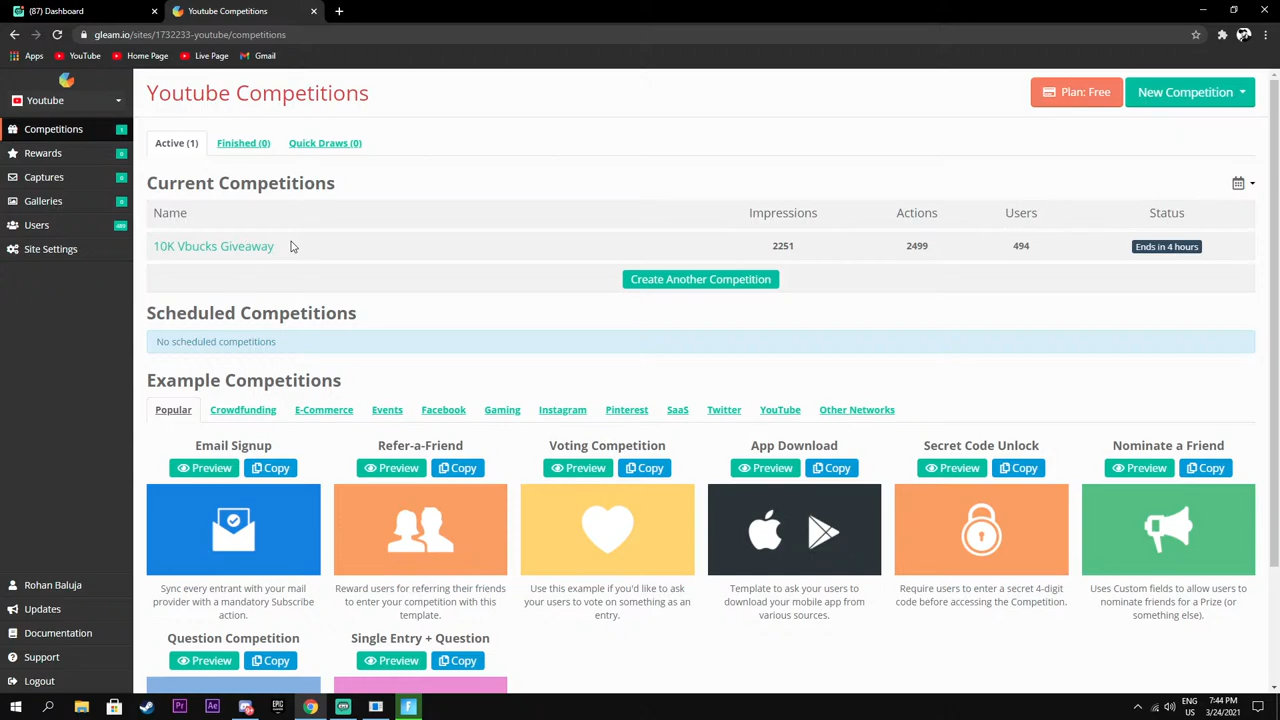 (87) Dashboard
Youtube Competitions
gleam.io/sites/1732233-youtube/competitions
Apps YouTube Home Page Live Page Gmail
Youtube
Competitions 1
Rewards 0
Captures 0
Galleries 0
Users 489
Site Settings
Rohan Baluja
Updates
Documentation
Support
Logout
Youtube Competitions
Plan: Free New Competition
Active (1) Finished (0) Quick Draws (0)
Current Competitions
Name Impressions Actions Users Status
10K Vbucks Giveaway 2251 2499 494 Ends in 4 hours
Create Another Competition
Scheduled Competitions
No scheduled competitions
Example Competitions
Popular Crowdfunding E-Commerce Events Facebook Gaming Instagram Pinterest SaaS Twitter YouTube Other Networks
Email Signup Refer-a-Friend Voting Competition App Download Secret Code Unlock Nominate a Friend
Preview Copy Preview Copy Preview Copy Preview Copy Preview Copy Preview Copy
Sync every entrant with your mail
provider with a mandatory Subscribe
action.
Reward users for referring their friends
to enter your competition with this
template.
Use this example if you'd like to ask
your users to vote on something as an
entry.
Template to ask your users to
download your mobile app from
various sources.
Require users to enter a secret 4-digit
code before accessing the Competition.
Uses Custom fields to allow users to
nominate friends for a Prize (or
something else).
Question Competition Single Entry + Question
Preview Copy Preview Copy
Pr Ae EPIC
ENG
US
7:44 PM
3/24/2021